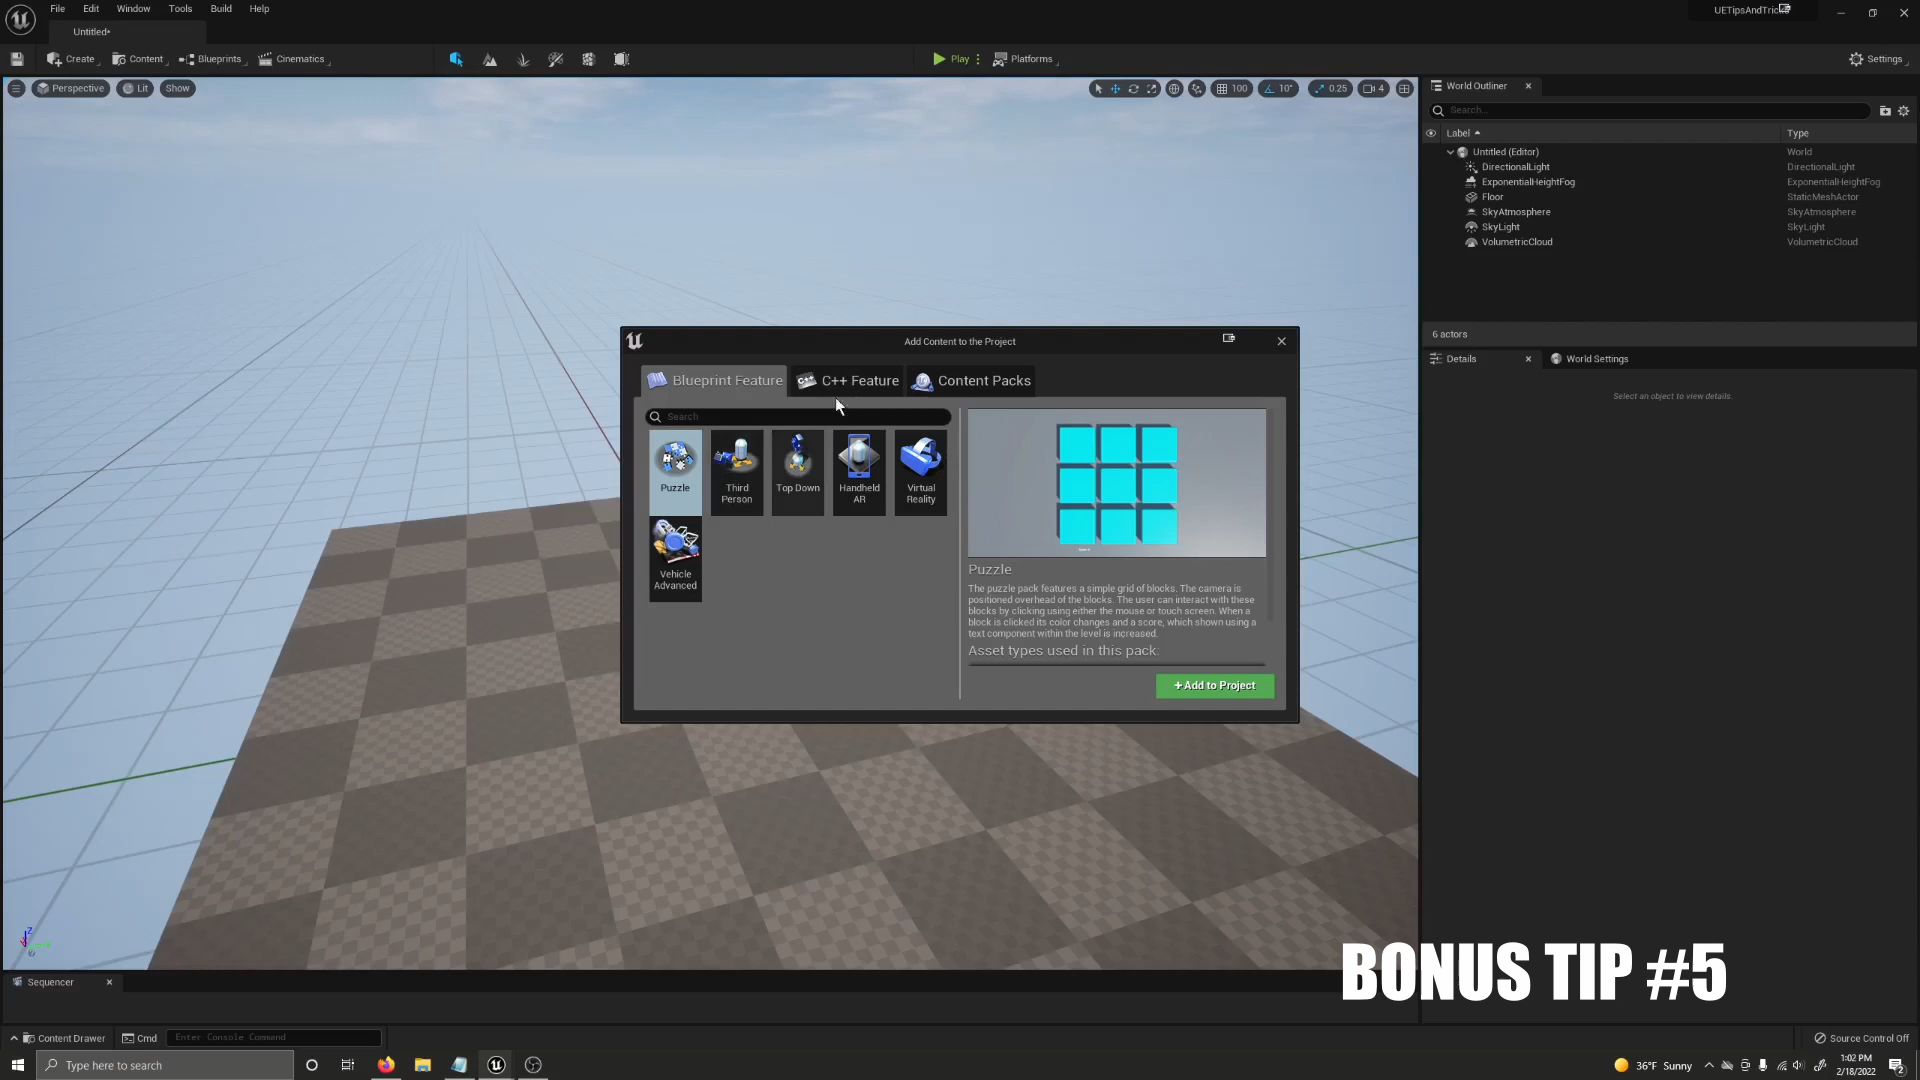 File Edit Window Tools Build Help
Untitled*
Create Content Blueprints Cinematics Play Platforms Settings
Perspective Lit Show 100 10° 0.25 4
World Outliner
Search...
Label Type
Untitled (Editor) World
DirectionalLight DirectionalLight
ExponentialHeightFog ExponentialHeightFog
Floor StaticMeshActor
SkyAtmosphere SkyAtmosphere
SkyLight SkyLight
VolumetricCloud VolumetricCloud
6 actors
Details World Settings
Select an object to view details.
Add Content to the Project
Blueprint Feature C++ Feature Content Packs
Search
Puzzle
Third
Person
Top Down
Handheld
AR
Virtual
Reality
Vehicle
Advanced
Puzzle
The puzzle pack features a simple grid of blocks. The camera is
positioned overhead of the blocks. The user can interact with these
blocks by clicking using either the mouse or touch screen. When a
block is clicked its color changes and a score, which shown using a
text component within the level is increased.
Asset types used in this pack:
+ Add to Project
BONUS TIP #5
Sequencer
Content Drawer Cmd Enter Console Command Source Control Off
Type here to search
36°F Sunny
1:02 PM
2/18/2022
2